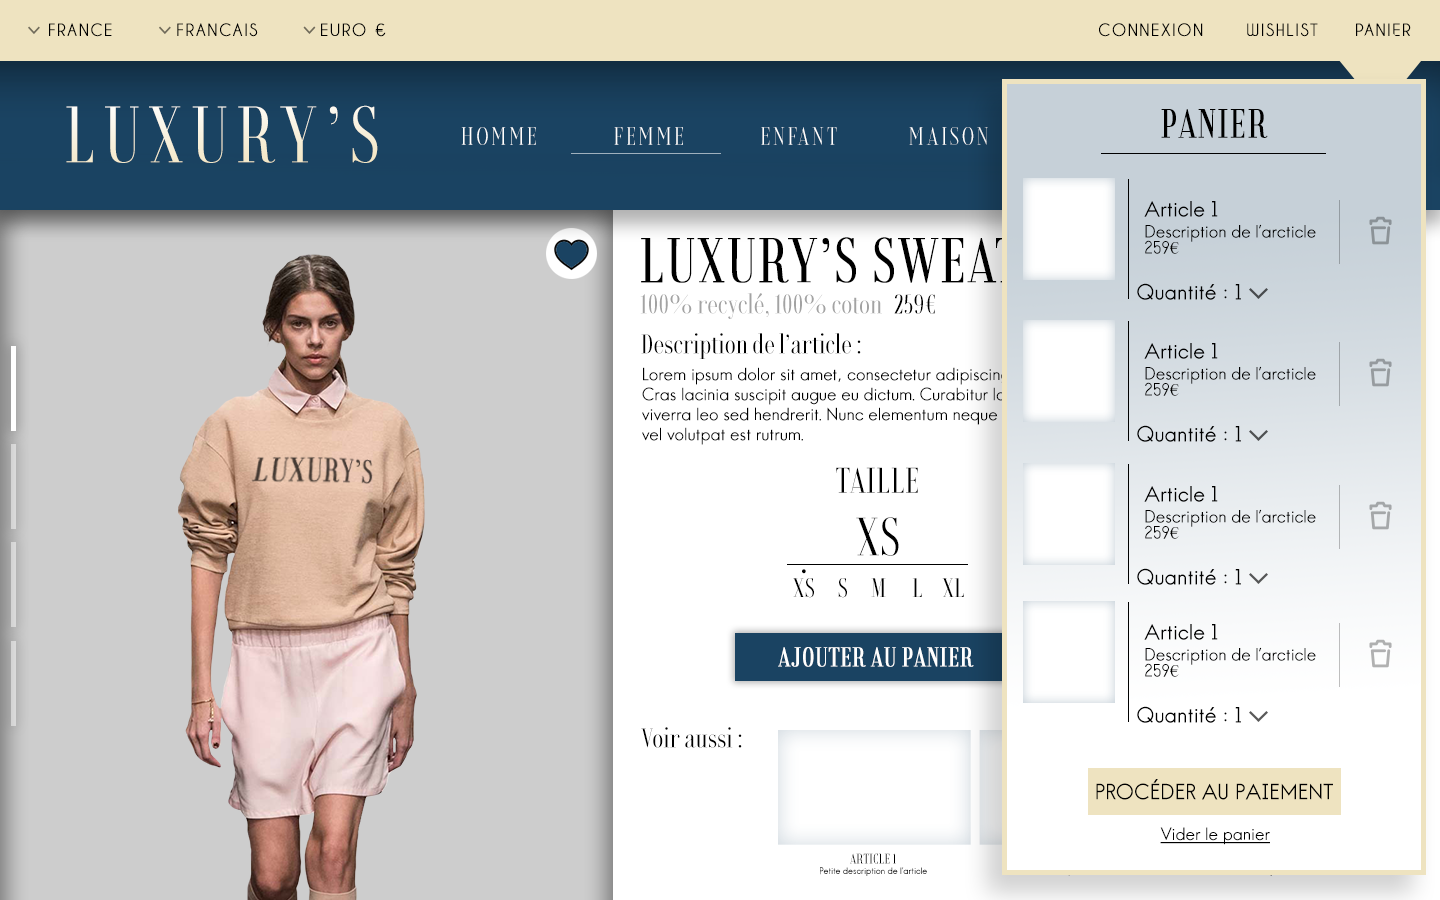 FRANCE
FRANCAIS
EURO €
CONNEXION
WISHLIST
PANIER
LUXURY'S
HOMME
FEMME
ENFANT
MAISON
LUXURY'S SWEAT
100% recyclé, 100% coton 259€
Description de l'article :
Lorem ipsum dolor sit amet, consectetur adipiscin
Cras lacinia suscipit augue eu dictum. Curabitur lo
viverra leo sed hendrerit. Nunc elementum neque
vel volutpat est rutrum.
LUXURY'S
TAILLE
XS
XS S M L XL
AJOUTER AU PANIER
Voir aussi :
ARTICLE 1
Petite description de l'article
PANIER
Article 1
Description de l'arcticle
259€
Quantité : 1
Article 1
Description de l'arcticle
259€
Quantité : 1
Article 1
Description de l'arcticle
259€
Quantité : 1
Article 1
Description de l'arcticle
259€
Quantité : 1
PROCÉDER AU PAIEMENT
Vider le panier